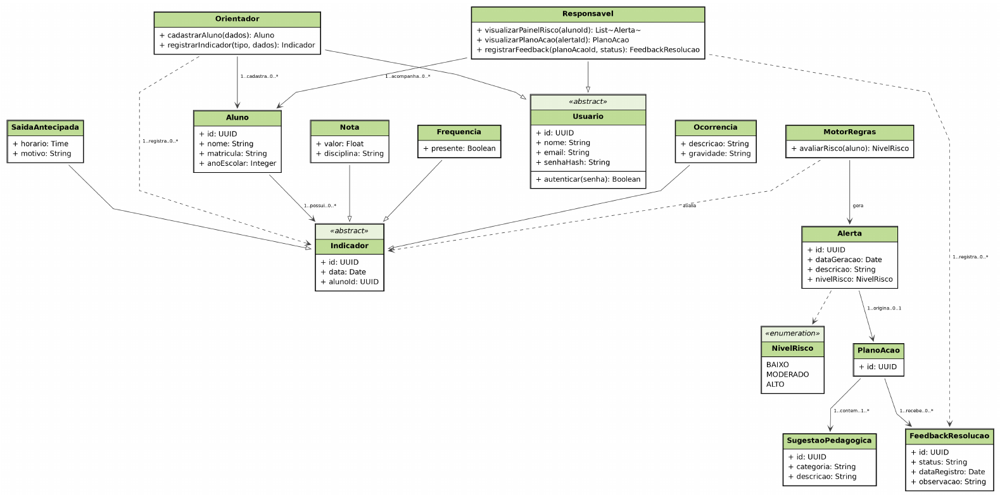 Orientador
+ cadastrarAluno(dados): Aluno
+ registrarIndicador(tipo, dados): Indicador
Responsavel
+ visualizarPainelRisco(alunoId): List~Alerta~
+ visualizarPlanoAcao(alertaId): PlanoAcao
+ registrarFeedback(planoAcaoId, status): FeedbackResolucao
1..cadastra..0..*
1..acompanha..0..*
SaidaAntecipada
+ horario: Time
+ motivo: String
1..registra..0..*
Aluno
+ id: UUID
+ nome: String
+ matricula: String
+ anoEscolar: Integer
Nota
+ valor: Float
+ disciplina: String
Frequencia
+ presente: Boolean
«abstract»
Usuario
+ id: UUID
+ nome: String
+ email: String
+ senhaHash: String
+ autenticar(senha): Boolean
Ocorrencia
+ descricao: String
+ gravidade: String
MotorRegras
+ avaliarRisco(aluno): NivelRisco
1..possui..0..*
avalia
gera
«abstract»
Indicador
+ id: UUID
+ data: Date
+ alunoId: UUID
Alerta
+ id: UUID
+ dataGeracao: Date
+ descricao: String
+ nivelRisco: NivelRisco
1..registra..0..*
1..origina..0..1
«enumeration»
NivelRisco
BAIXO
MODERADO
ALTO
PlanoAcao
+ id: UUID
1..contem..1..*
1..recebe..0..*
SugestaoPedagogica
+ id: UUID
+ categoria: String
+ descricao: String
FeedbackResolucao
+ id: UUID
+ status: String
+ dataRegistro: Date
+ observacao: String